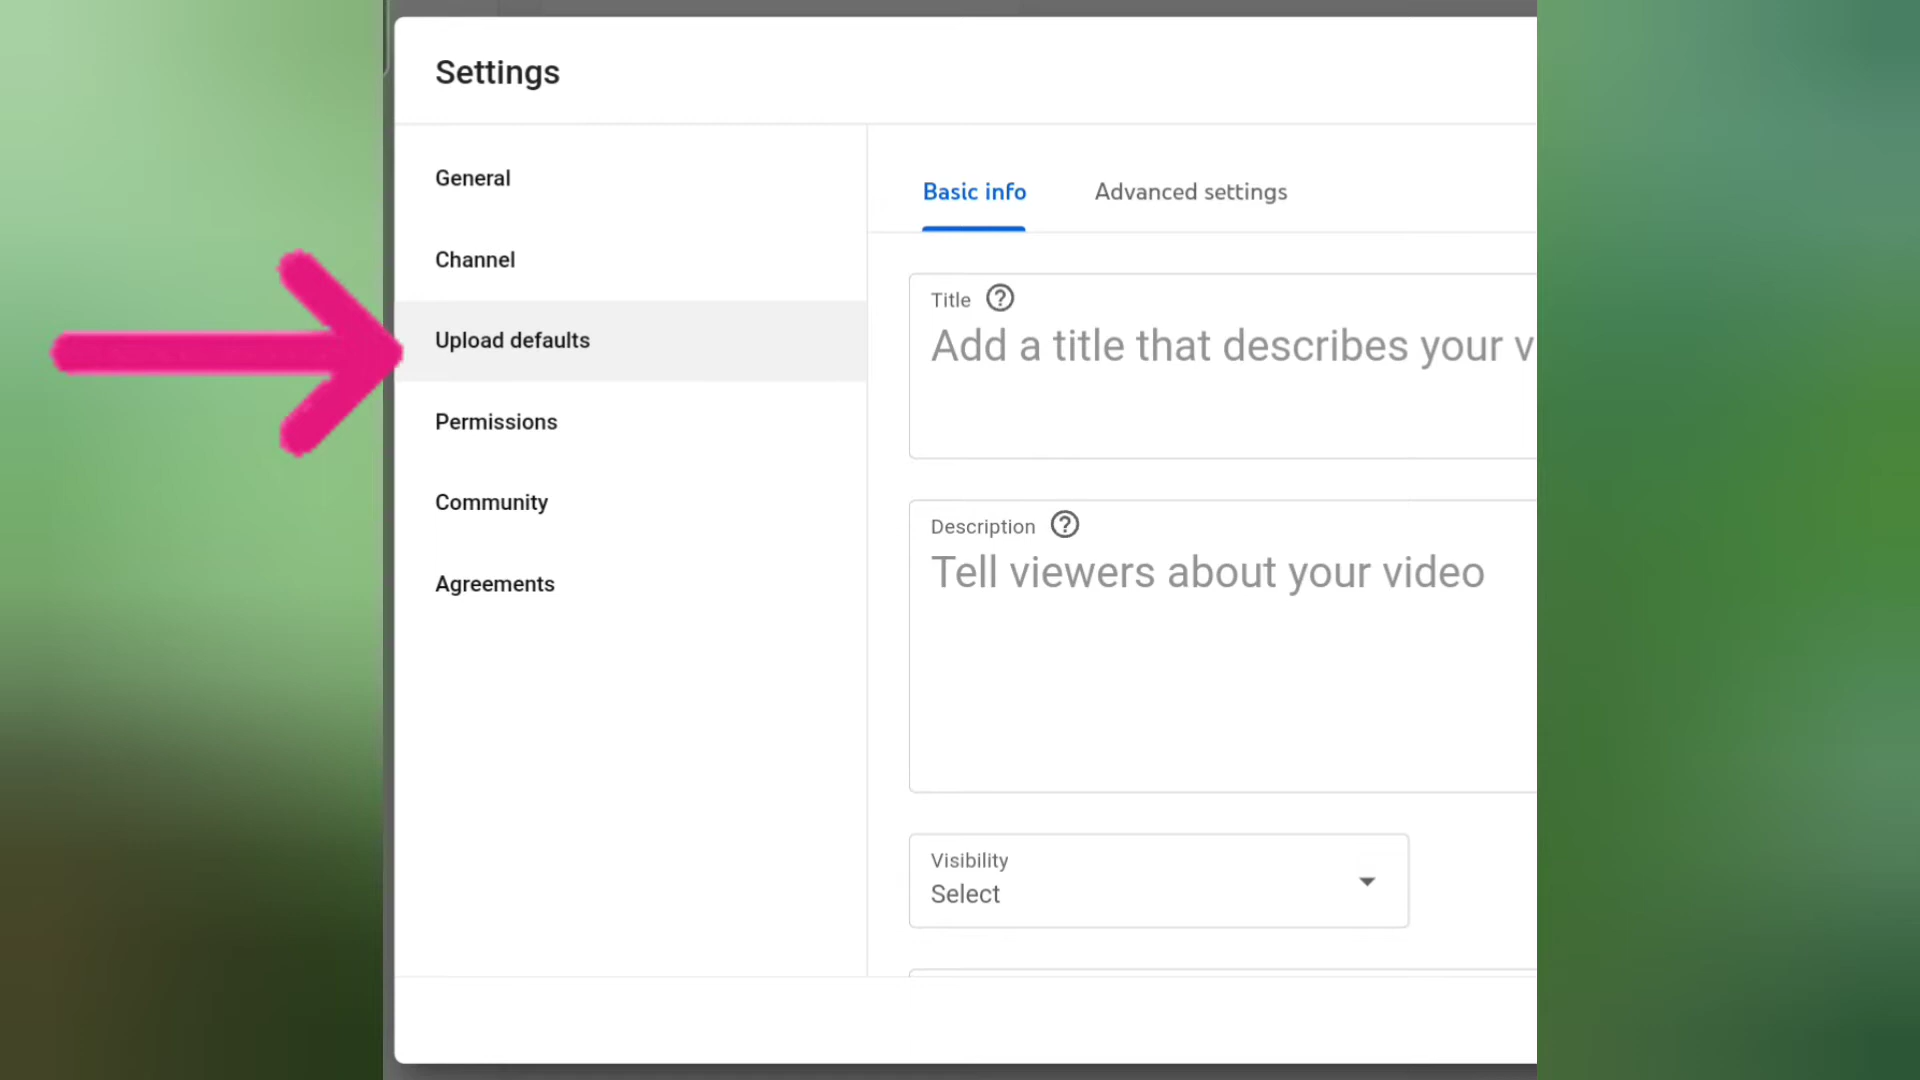 Settings
General
Channel
Upload defaults
Permissions
Community
Agreements
Basic info
Advanced settings
Title
Add a title that describes your v
Description
Tell viewers about your video
Visibility
Select